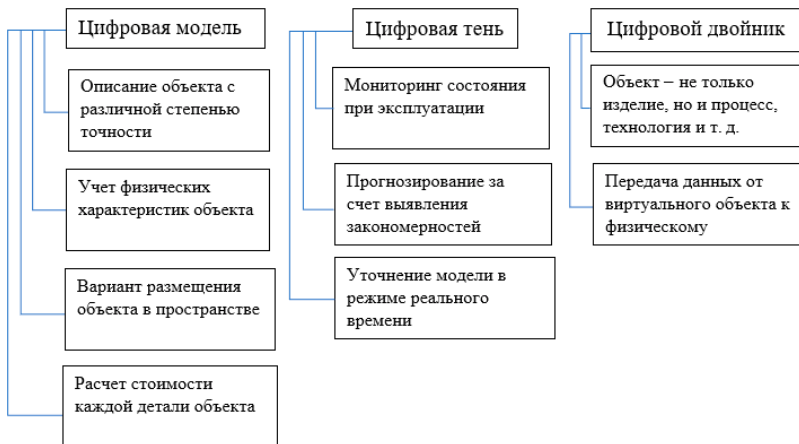 Цифровая модель
Описание объекта с
различной степенью
точности
Учет физических
характеристик объекта
Вариант размещения
объекта в пространстве
Расчет стоимости
каждой детали объекта
Цифровая тень
Мониторинг состояния
при эксплуатации
Прогнозирование за
счет выявления
закономерностей
Уточнение модели в
режиме реального
времени
Цифровой двойник
Объект – не только
изделие, но и процесс,
технология и т. д.
Передача данных от
виртуального объекта к
физическому